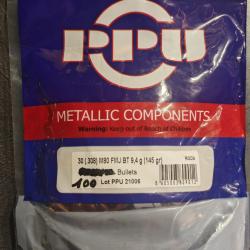 PPU
METALLIC COMPONENTS
Warning: Keep out of Reach of Children
30 (.308) M80 FMJ BT 9,4 g (145 gr)
Bullets
100 Lot PPU 21006